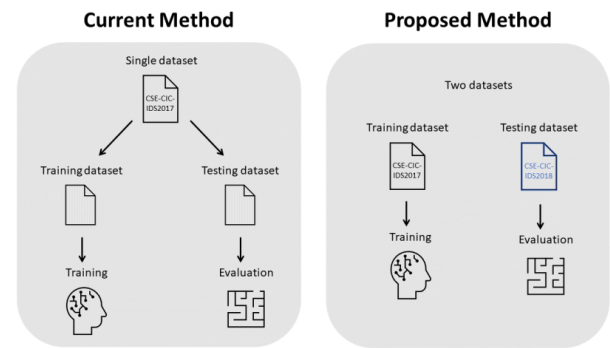 Current Method
Single dataset
CSE-CIC-
IDS2017
Training dataset
Testing dataset
Training
Evaluation
Proposed Method
Two datasets
Training dataset
Testing dataset
CSE-CIC-
IDS2017
CSE-CIC-
IDS2018
Training
Evaluation